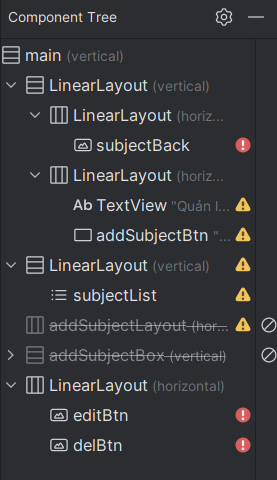 Component Tree
main (vertical)
LinearLayout (vertical)
LinearLayout (horiz...
subjectBack
LinearLayout (horiz...
Ab TextView "Quán l...
addSubjectBtn "...
LinearLayout (vertical)
subjectList
addSubjectLayout (hor...
addSubjectBox (vertical)
LinearLayout (horizontal)
editBtn
delBtn